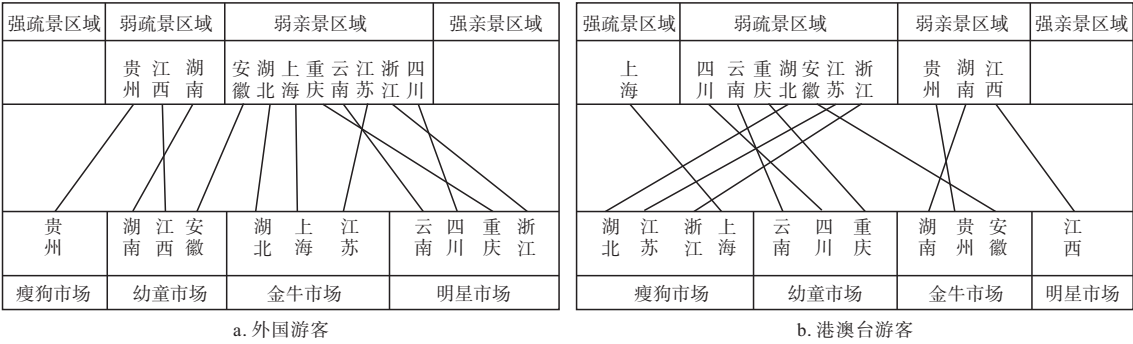 强疏景区域 弱疏景区域 弱亲景区域 强亲景区域
贵州 江西 湖南 安徽 湖北 上海 重庆 云南 江苏 浙江 四川
贵州 湖南 江西 安徽 湖北 上海 江苏 云南 四川 重庆 浙江
瘦狗市场 幼童市场 金牛市场 明星市场
a. 外国游客
强疏景区域 弱疏景区域 弱亲景区域 强亲景区域
上海 四川 云南 重庆 湖北 安徽 江苏 浙江 贵州 湖南 江西
湖北 江苏 浙江 上海 云南 四川 重庆 湖南 贵州 安徽 江西
瘦狗市场 幼童市场 金牛市场 明星市场
b. 港澳台游客